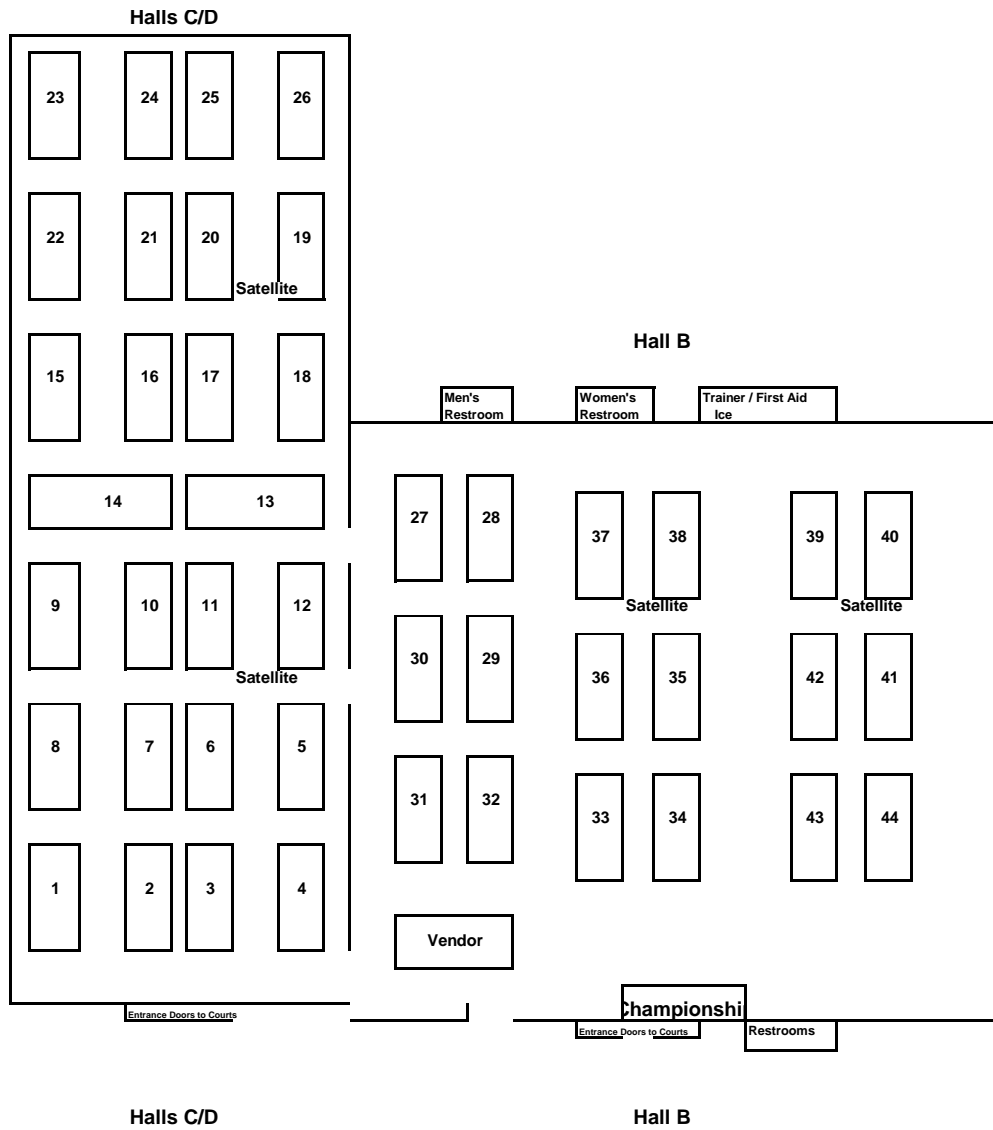 Halls C/D
23 24 25 26
22 21 20 19
Satellite
Hall B
15 16 17 18
Men's
Restroom
Women's
Restroom
Trainer / First Aid
Ice
14 13
27 28
37 38 39 40
9 10 11 12
Satellite Satellite
30 29
Satellite
36 35 42 41
8 7 6 5
31 32
33 34 43 44
1 2 3 4
Vendor
Championshi
Entrance Doors to Courts
Entrance Doors to Courts
Restrooms
Halls C/D
Hall B